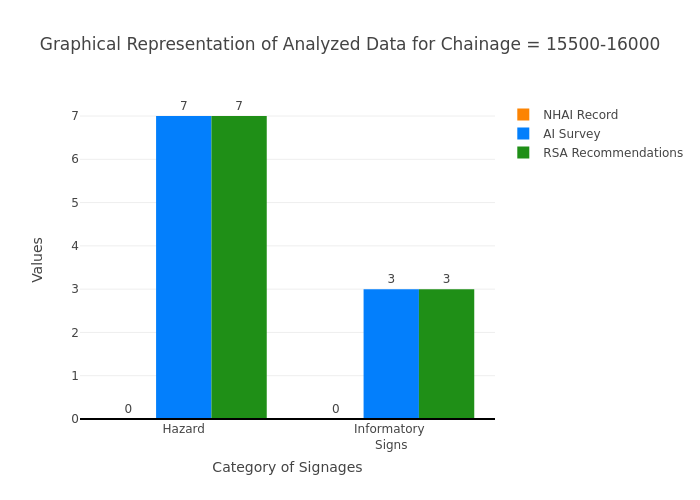 Graphical Representation of Analyzed Data for Chainage = 15500-16000
7
7
7
NHAI Record
AI Survey
RSA Recommendations
6
5
4
3
3
3
2
1
0
0
0
Values
Hazard
Informatory
Signs
Category of Signages